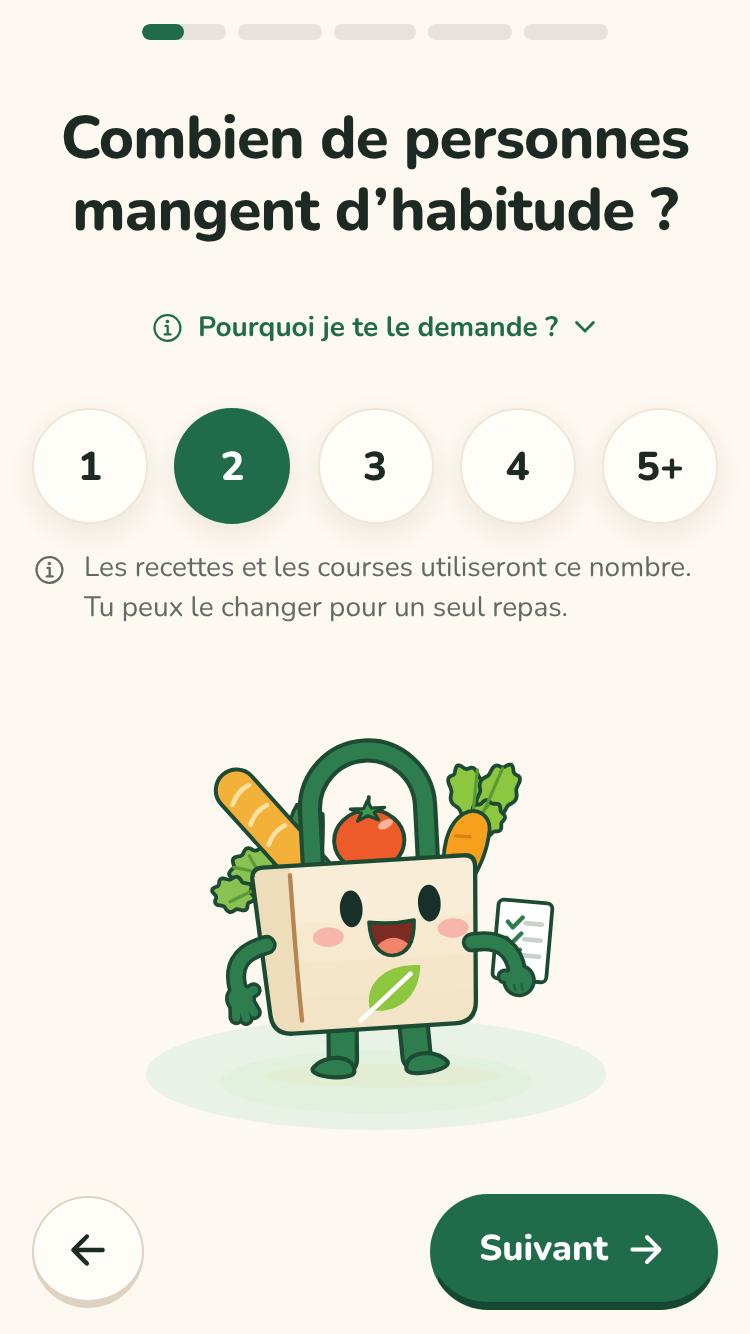 Combien de personnes
mangent d’habitude ?
Pourquoi je te le demande ?
1 2 3 4 5+
Les recettes et les courses utiliseront ce nombre.
Tu peux le changer pour un seul repas.
Suivant